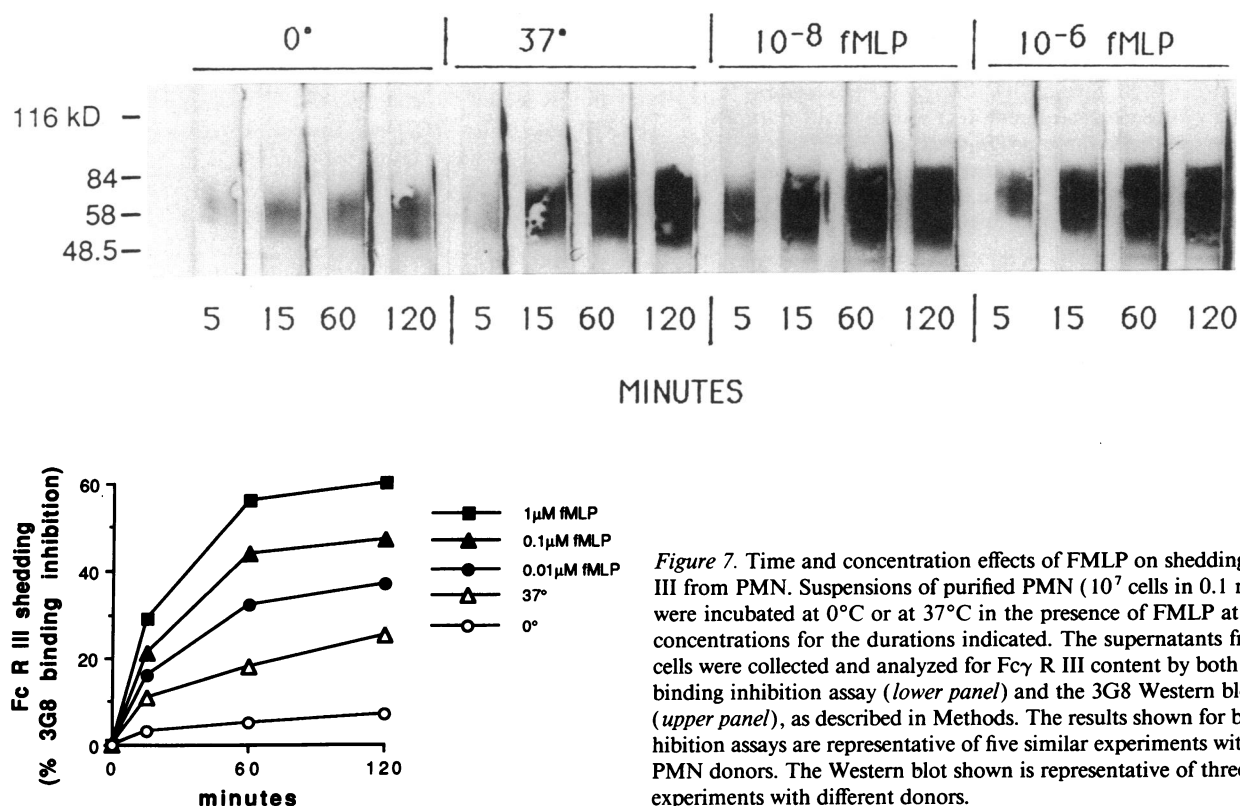 0° 37° 10⁻⁸ fMLP 10⁻⁶ fMLP
116 kD
84
58
48.5
5 15 60 120 5 15 60 120 5 15 60 120 5 15 60 120
MINUTES
Fc R III shedding
(% 3G8 binding inhibition)
60
40
20
0
0 60 120
minutes
1µM fMLP
0.1µM fMLP
0.01µM fMLP
37°
0°
Figure 7. Time and concentration effects of FMLP on shedding
III from PMN. Suspensions of purified PMN (10⁷ cells in 0.1 
were incubated at 0°C or at 37°C in the presence of FMLP at
concentrations for the durations indicated. The supernatants
cells were collected and analyzed for Fcγ R III content by both
binding inhibition assay (lower panel) and the 3G8 Western
(upper panel), as described in Methods. The results shown for
hibition assays are representative of five similar experiments
PMN donors. The Western blot shown is representative of three
experiments with different donors.